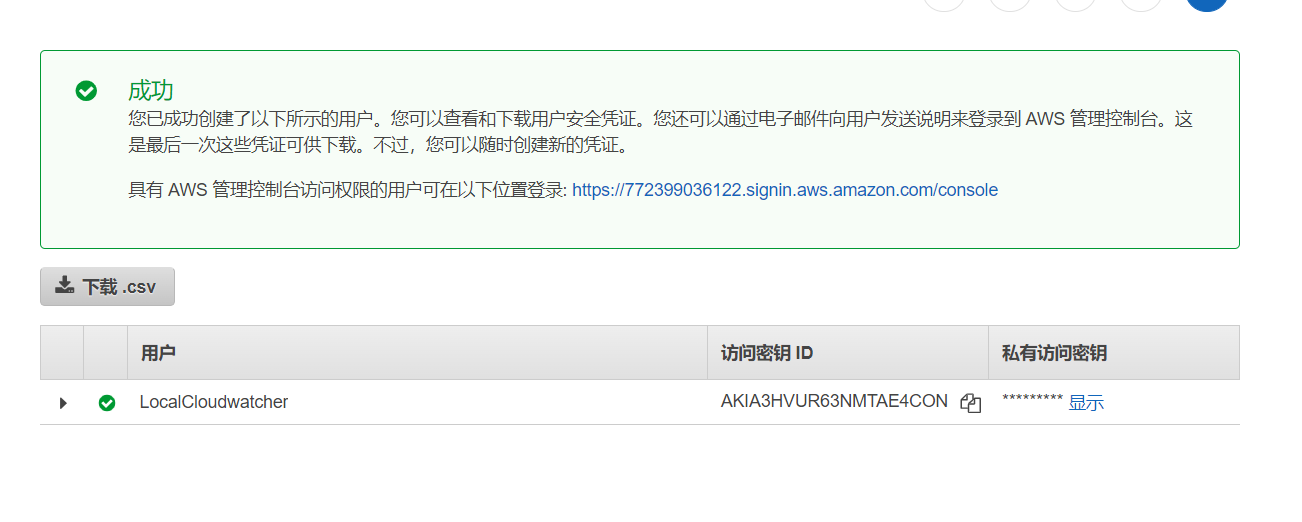 成功
您已成功创建了以下所示的用户。您可以查看和下载用户安全凭证。您还可以通过电子邮件向用户发送说明来登录到 AWS 管理控制台。这
是最后一次这些凭证可供下载。不过，您可以随时创建新的凭证。
具有 AWS 管理控制台访问权限的用户可在以下位置登录: https://772399036122.signin.aws.amazon.com/console
下载 .csv
用户 访问密钥 ID 私有访问密钥
LocalCloudwatcher AKIA3HVUR63NMTAE4CON ********* 显示